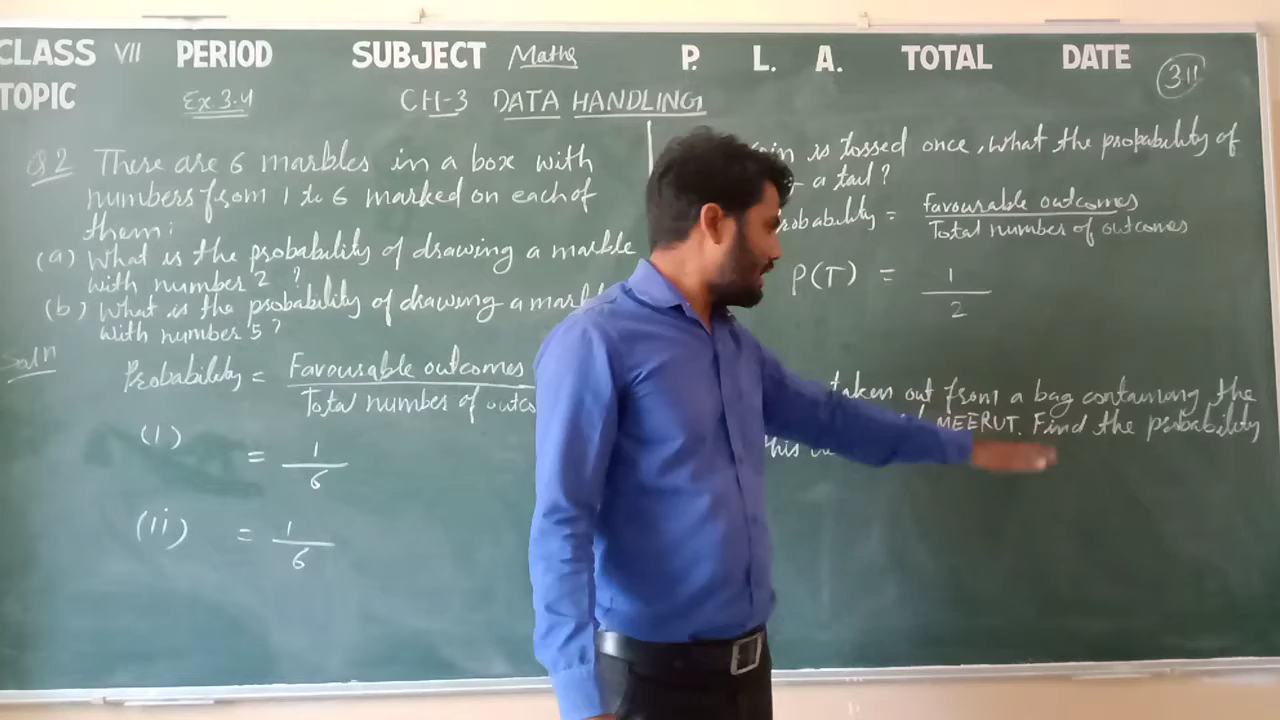 CLASS VII PERIOD SUBJECT Maths P. L. A. TOTAL DATE
TOPIC Ex. 3.4 CH-3 DATA HANDLING 311
Q2 There are 6 marbles in a box with
numbers from 1 to 6 marked on each of
them:
(a) What is the probability of drawing a marble
with number 2 ?
(b) What is the probability of drawing a marbl
with number 5 ?
Soln
Probability = Favourable outcomes
Total number of outco
(i) = 1
6
(ii) = 1
6
oin is tossed once, What the probability of
a tail ?
robability = Favourable outcomes
Total number of outcomes
P(T) = 1
2
taken out from a bag containing the
MEERUT. Find the probability
this